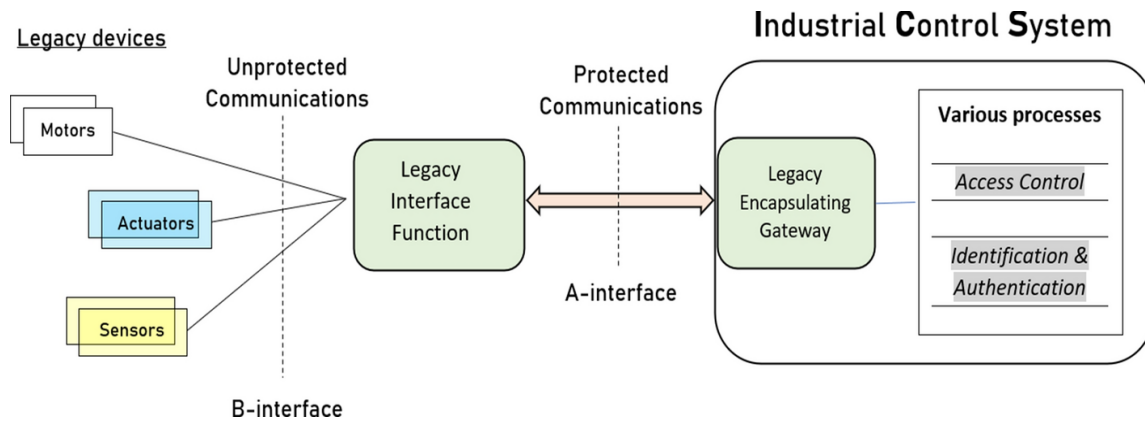 Industrial Control System
Legacy devices
Unprotected
Communications
Protected
Communications
Motors
Actuators
Sensors
Legacy
Interface
Function
Legacy
Encapsulating
Gateway
Various processes
Access Control
Identification &
Authentication
A-interface
B-interface